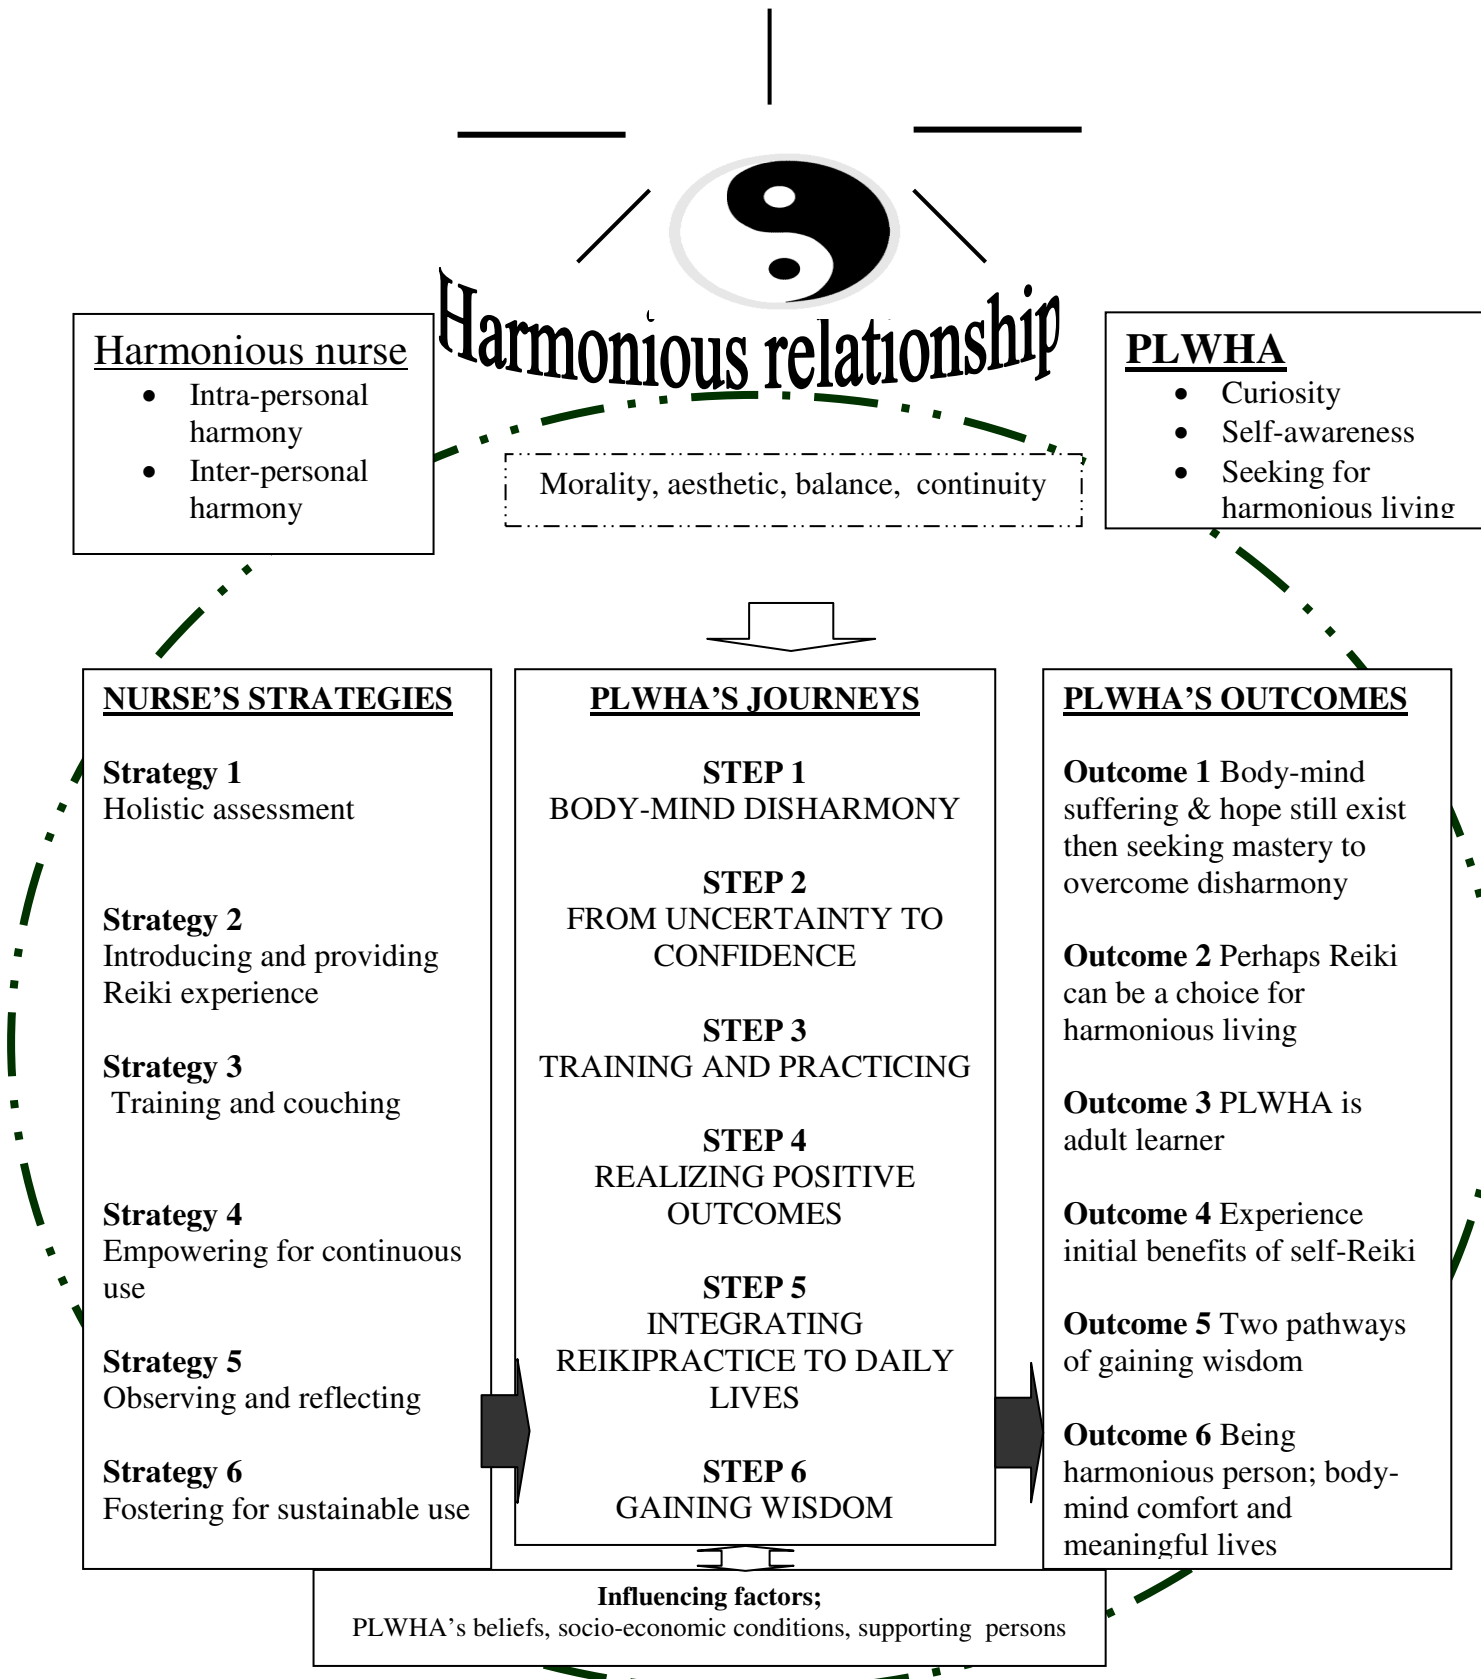 Harmonious relationship
Harmonious nurse
• Intra-personal
harmony
• Inter-personal
harmony
PLWHA
• Curiosity
• Self-awareness
• Seeking for
harmonious living
Morality, aesthetic, balance,  continuity
NURSE'S STRATEGIES
Strategy 1
Holistic assessment
Strategy 2
Introducing and providing
Reiki experience
Strategy 3
Training and couching
Strategy 4
Empowering for continuous
use
Strategy 5
Observing and reflecting
Strategy 6
Fostering for sustainable use
PLWHA'S JOURNEYS
STEP 1
BODY-MIND DISHARMONY
STEP 2
FROM UNCERTAINTY TO
CONFIDENCE
STEP 3
TRAINING AND PRACTICING
STEP 4
REALIZING POSITIVE
OUTCOMES
STEP 5
INTEGRATING
REIKIPRACTICE TO DAILY
LIVES
STEP 6
GAINING WISDOM
PLWHA'S OUTCOMES
Outcome 1 Body-mind
suffering & hope still exist
then seeking mastery to
overcome disharmony
Outcome 2 Perhaps Reiki
can be a choice for
harmonious living
Outcome 3 PLWHA is
adult learner
Outcome 4 Experience
initial benefits of self-Reiki
Outcome 5 Two pathways
of gaining wisdom
Outcome 6 Being
harmonious person; body-
mind comfort and
meaningful lives
Influencing factors;
PLWHA's beliefs, socio-economic conditions, supporting  persons